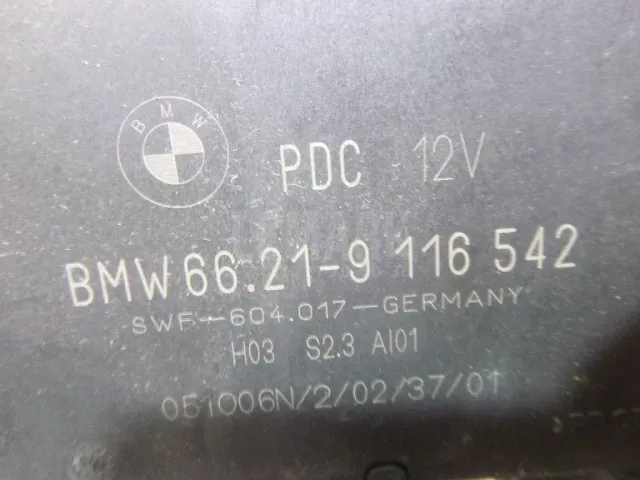 BMW
PDC 12V
BMW 66.21-9 116 542
SWF-604.017-GERMANY
H03 S2.3 AI01
051006N/2/02/37/01